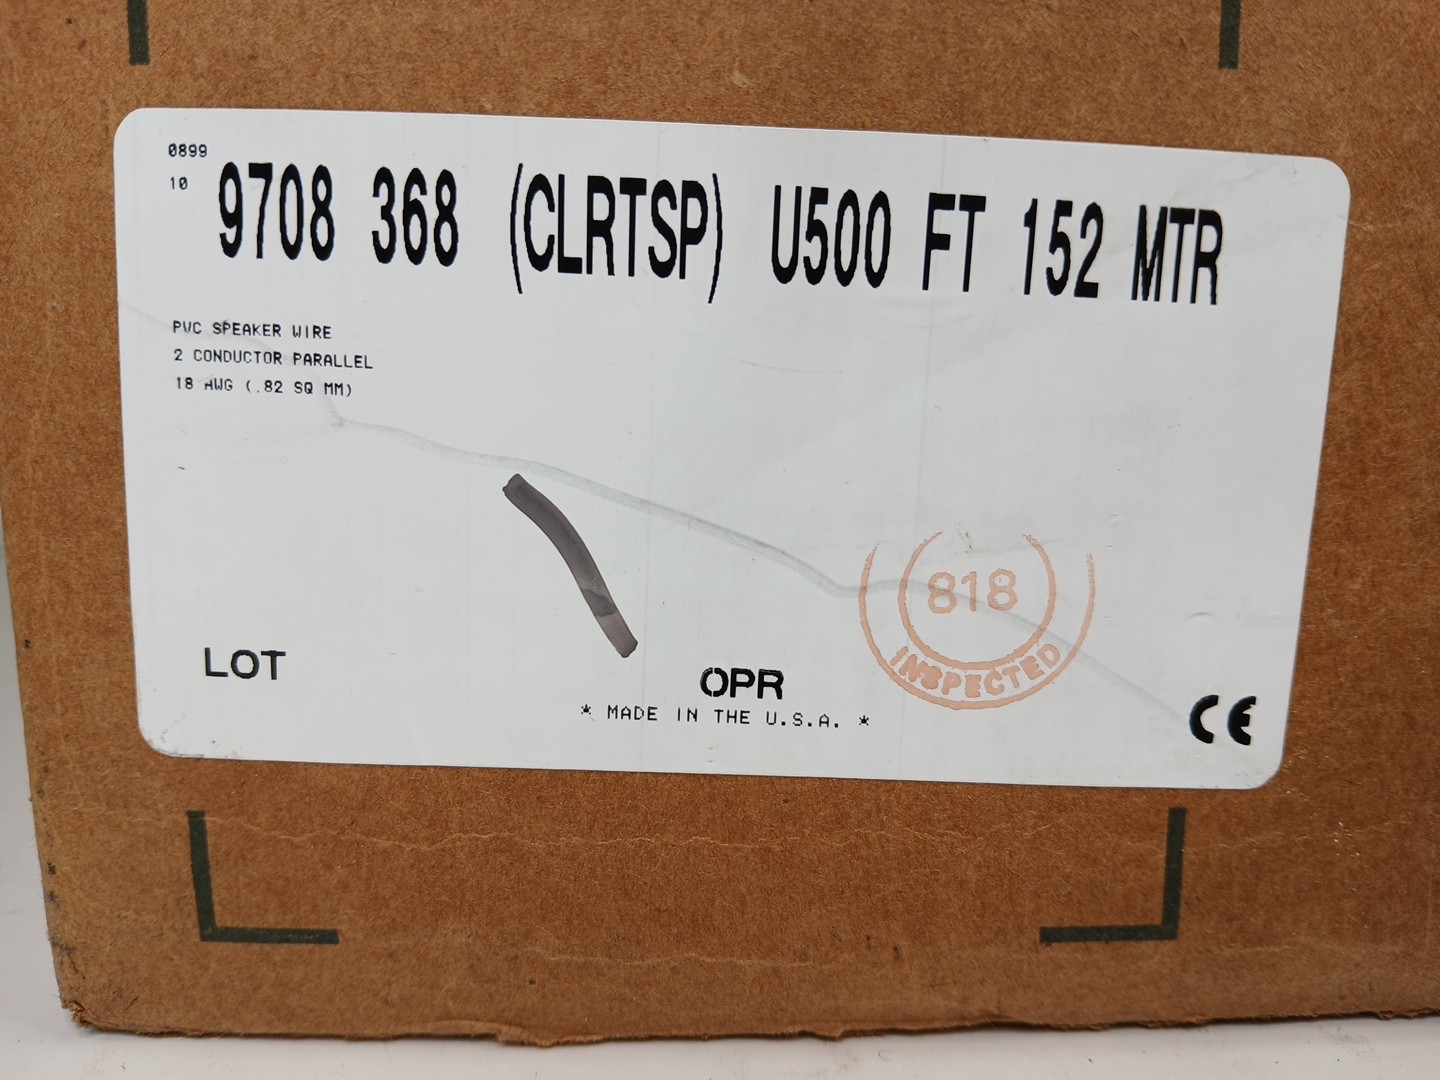 0899
10 9708 368 (CLRTSP) U500 FT 152 MTR
PVC SPEAKER WIRE
2 CONDUCTOR PARALLEL
18 AWG (.82 SQ MM)
818
INSPECTED
LOT
OPR
* MADE IN THE U.S.A. *
CE